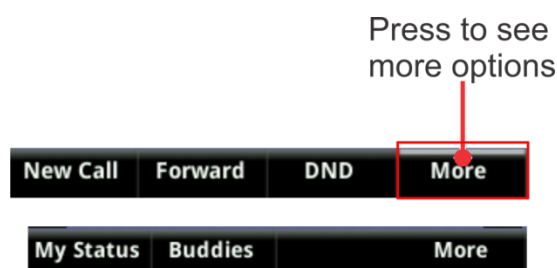 Press to see
more options
New Call Forward DND More
My Status Buddies More